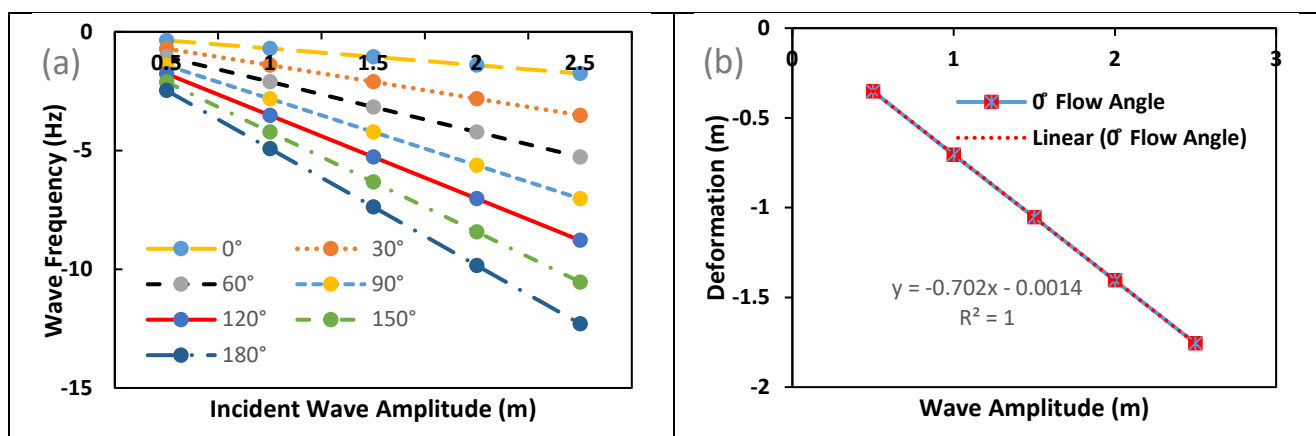 (a)
0
-5
-10
-15
0.5 1 1.5 2 2.5
Wave Frequency (Hz)
0° 30°
60° 90°
120° 150°
180°
Incident Wave Amplitude (m)
(b)
0
-0.5
-1
-1.5
-2
0 1 2 3
Deformation (m)
0° Flow Angle
Linear (0° Flow Angle)
y = -0.702x - 0.0014
R² = 1
Wave Amplitude (m)